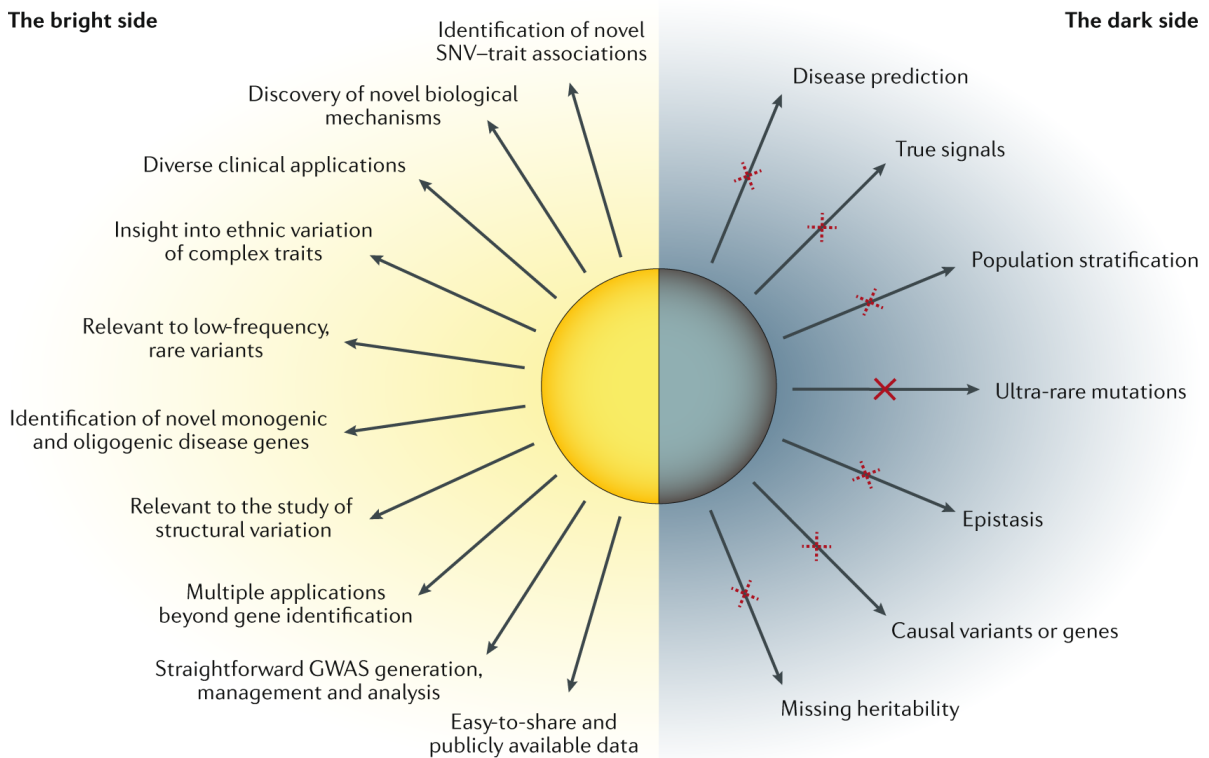 The bright side
Identification of novel
SNV–trait associations
Discovery of novel biological
mechanisms
Diverse clinical applications
Insight into ethnic variation
of complex traits
Relevant to low-frequency,
rare variants
Identification of novel monogenic
and oligogenic disease genes
Relevant to the study of
structural variation
Multiple applications
beyond gene identification
Straightforward GWAS generation,
management and analysis
Easy-to-share and
publicly available data
The dark side
Disease prediction
True signals
Population stratification
Ultra-rare mutations
Epistasis
Causal variants or genes
Missing heritability